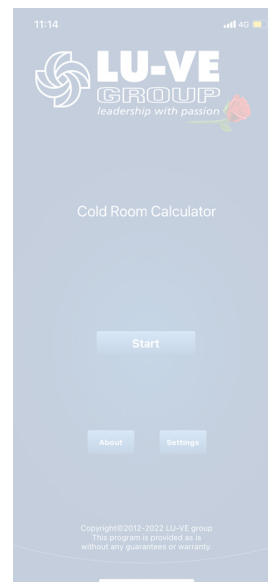 11:14
4G
LU-VE
GROUP
leadership with passion
Cold Room Calculator
Start
About
Settings
Copyright©2012-2022 LU-VE group
This program is provided as is
without any guarantees or warranty.